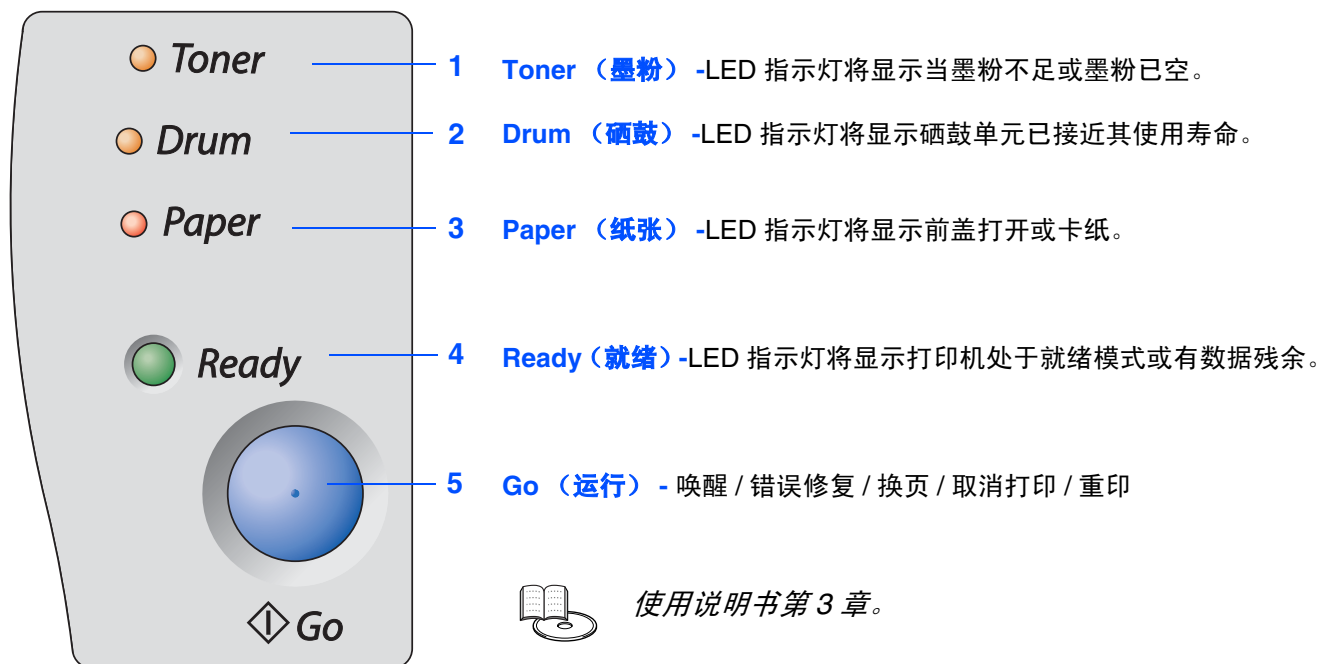 Toner
1 Toner （墨粉） -LED 指示灯将显示当墨粉不足或墨粉已空。
Drum
2 Drum （硒鼓） -LED 指示灯将显示硒鼓单元已接近其使用寿命。
Paper
3 Paper （纸张） -LED 指示灯将显示前盖打开或卡纸。
Ready
4 Ready（就绪）-LED 指示灯将显示打印机处于就绪模式或有数据残余。
5 Go （运行） - 唤醒 / 错误修复 / 换页 / 取消打印 / 重印
使用说明书第 3 章。
Go